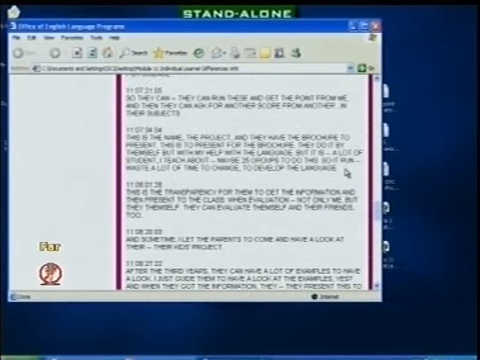 STAND-ALONE
Office of English Language Programs
File Edit View Favorites Tools Help
Search Favorites
11:07:21:05
SO THEY CAN -- THEY CAN RUN THESE AND GET THE POINT FROM ME,
AND THEN THEY CAN ASK FOR ANOTHER SCORE FROM ANOTHER . IN
THEIR SUBJECTS
11:07:34:04
THIS IS THE NAME, THE PROJECT, AND THEY HAVE THE BROCHURE TO
PRESENT. THIS IS TO PRESENT FOR THE BROCHURE. THEY DO IT BY
THEMSELF BUT WITH MY HELP WITH THE LANGUAGE. BUT IT IS -- A LOT OF
STUDENT, I TEACH ABOUT -- MAYBE 25 GROUPS TO DO THIS. SO IT RUN --
WASTE A LOT OF TIME TO CHANGE, TO DEVELOP THE LANGUAGE.
11:08:01:28
THIS IS THE TRANSPARENCY FOR THEM TO GET THE INFORMATION AND
THEN PRESENT TO THE CLASS. WHEN EVALUATION -- NOT ONLY ME, BUT
THEY THEMSELF. THEY CAN EVALUATE THEMSELF AND THEIR FRIENDS,
TOO.
11:08:20:03
AND SOMETIME, I LET THE PARENTS TO COME AND HAVE A LOOK AT
THEIR -- THEIR KIDS' PROJECT
11:08:27:22
AFTER THE THIRD YEARS, THEY CAN HAVE A LOT OF EXAMPLES TO HAVE
A LOOK. I JUST GUIDE THEM TO HAVE A LOOK AT THE EXAMPLES, YES?
AND WHEN THEY GOT THE INFORMATION, THEY -- THEY PRESENT THIS TO
Far
Done Internet